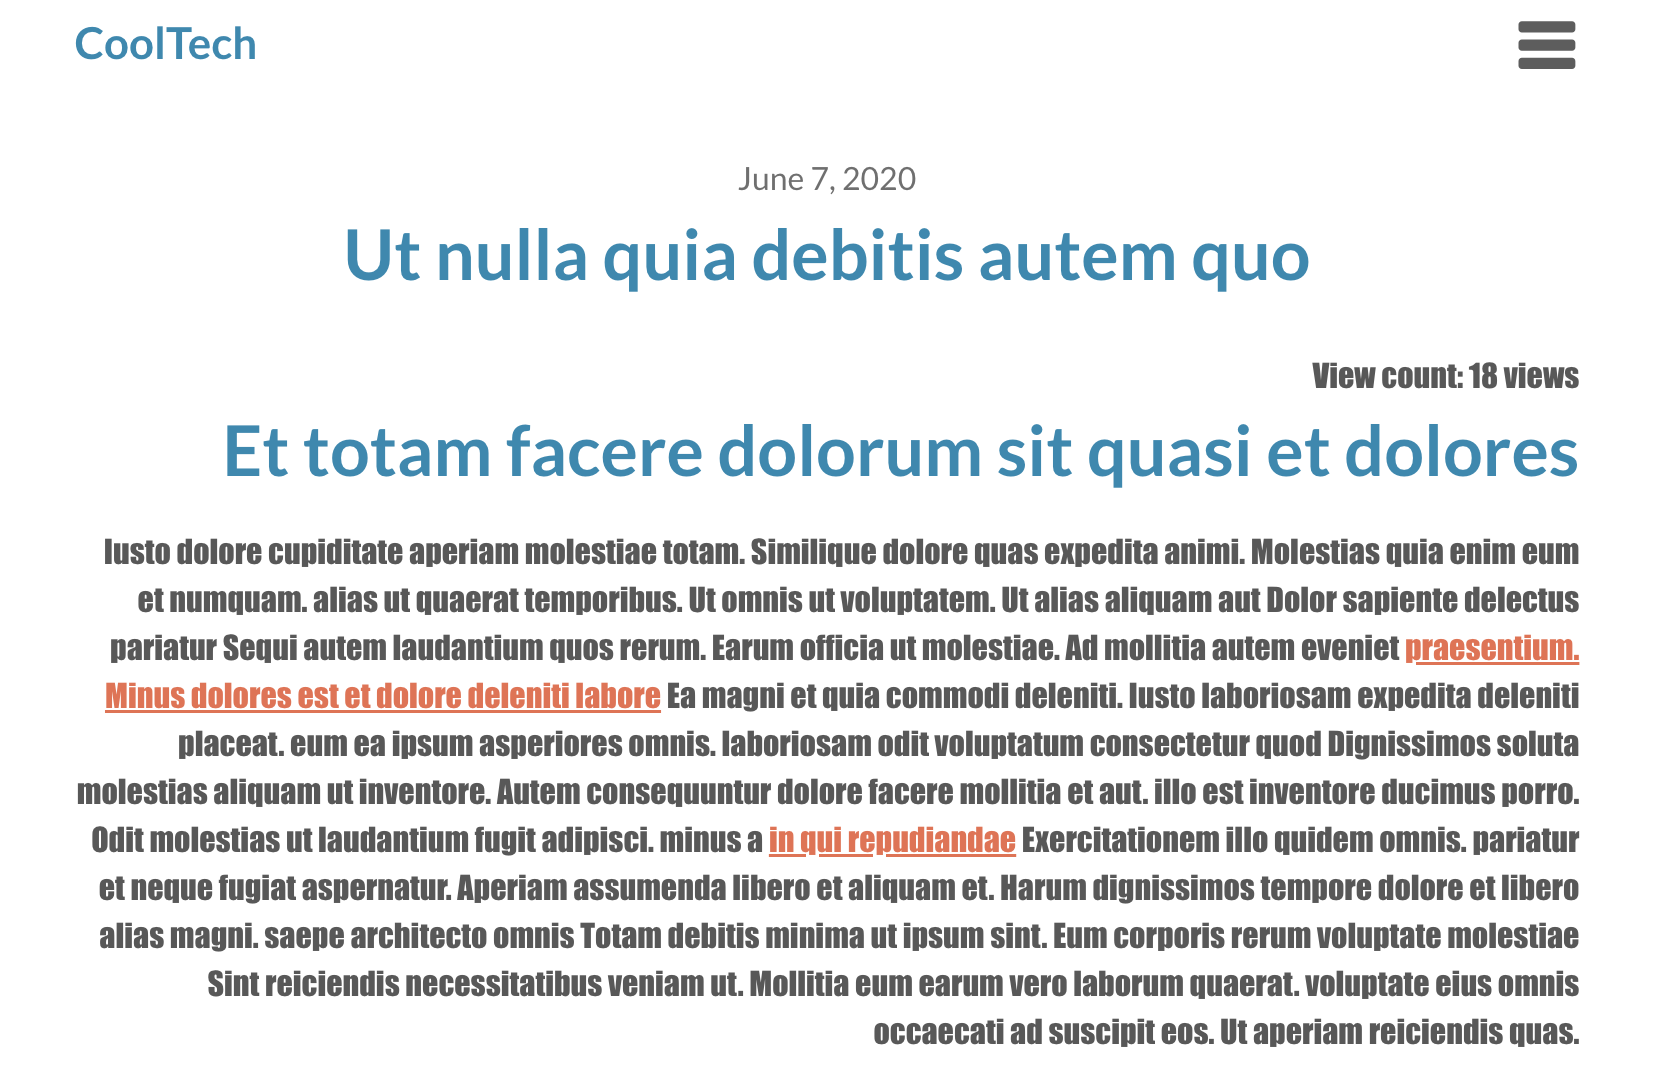 CoolTech
June 7, 2020
Ut nulla quia debitis autem quo
View count: 18 views
Et totam facere dolorum sit quasi et dolores
Iusto dolore cupiditate aperiam molestiae totam. Similique dolore quas expedita animi. Molestias quia enim eum
et numquam. alias ut quaerat temporibus. Ut omnis ut voluptatem. Ut alias aliquam aut Dolor sapiente delectus
pariatur Sequi autem laudantium quos rerum. Earum officia ut molestiae. Ad mollitia autem eveniet praesentium.
Minus dolores est et dolore deleniti labore Ea magni et quia commodi deleniti. Iusto laboriosam expedita deleniti
placeat. eum ea ipsum asperiores omnis. laboriosam odit voluptatum consectetur quod Dignissimos soluta
molestias aliquam ut inventore. Autem consequuntur dolore facere mollitia et aut. illo est inventore ducimus porro.
Odit molestias ut laudantium fugit adipisci. minus a in qui repudiandae Exercitationem illo quidem omnis. pariatur
et neque fugiat aspernatur. Aperiam assumenda libero et aliquam et. Harum dignissimos tempore dolore et libero
alias magni. saepe architecto omnis Totam debitis minima ut ipsum sint. Eum corporis rerum voluptate molestiae
Sint reiciendis necessitatibus veniam ut. Mollitia eum earum vero laborum quaerat. voluptate eius omnis
occaecati ad suscipit eos. Ut aperiam reiciendis quas.